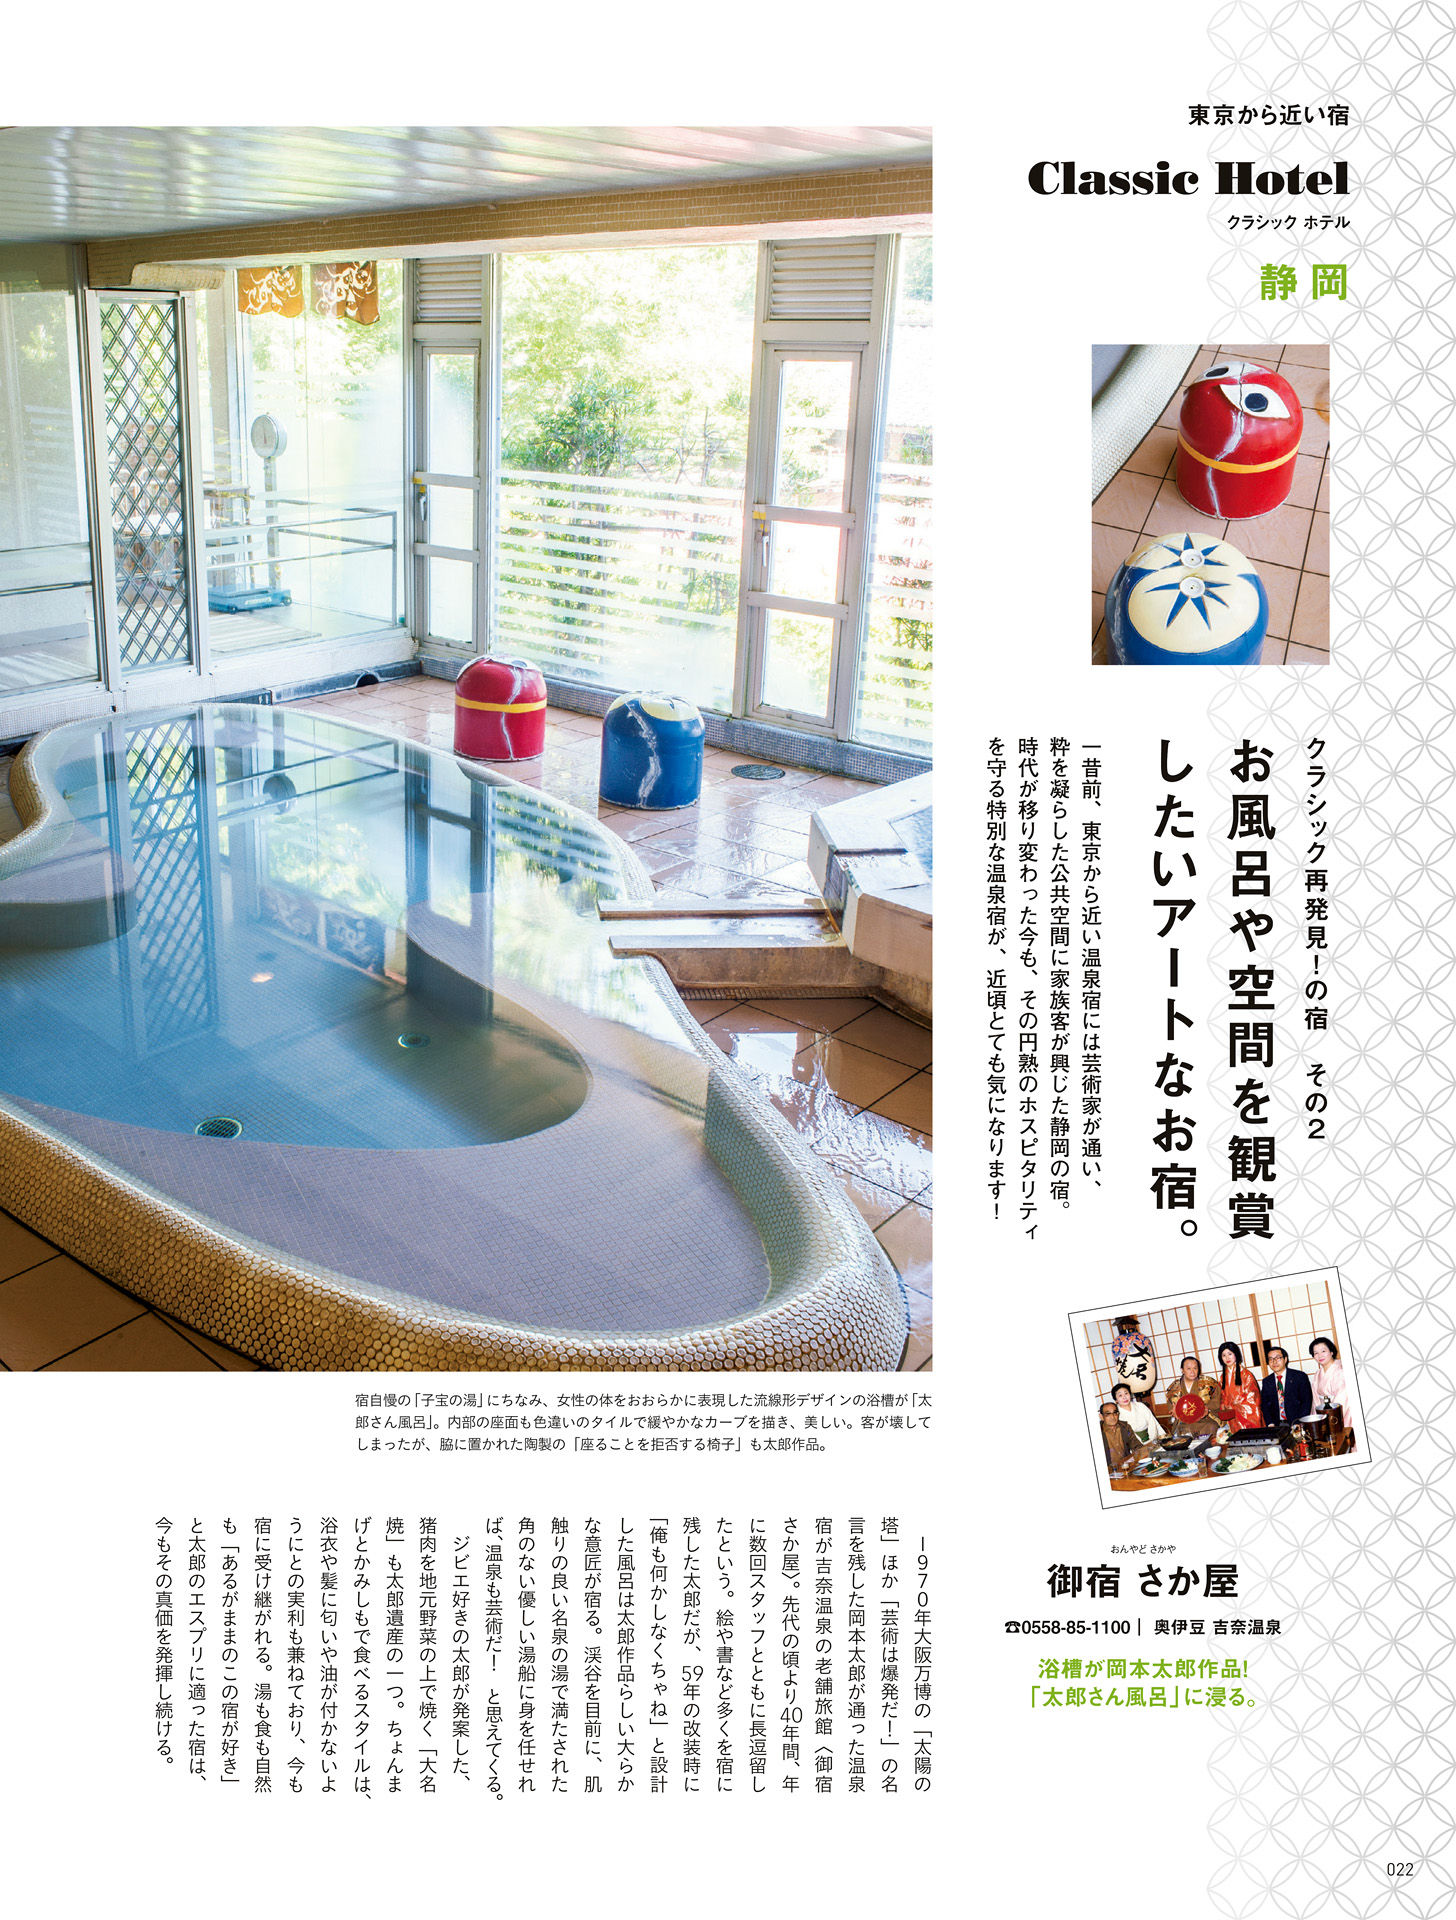 東京から近い宿
Classic Hotel
クラシック ホテル
静岡
クラシック再発見!の宿 その2
お風呂や空間を観賞
したいアートなお宿。
一昔前、東京から近い温泉宿には芸術家が通い、
粋を凝らした公共空間に家族客が興じた静岡の宿。
時代が移り変わった今も、その円熟のホスピタリティ
を守る特別な温泉宿が、近頃とても気になります!
宿自慢の「子宝の湯」にちなみ、女性の体をおおらかに表現した流線形デザインの浴槽が「太
郎さん風呂」。内部の座面も色違いのタイルで緩やかなカーブを描き、美しい。客が壊して
しまったが、脇に置かれた陶製の「座ることを拒否する椅子」も太郎作品。
おんやど さかや
御宿 さか屋
☎0558-85-1100| 奥伊豆 吉奈温泉
浴槽が岡本太郎作品!
「太郎さん風呂」に浸る。
1970年大阪万博の「太陽の
塔」ほか「芸術は爆発だ!」の名
言を残した岡本太郎が通った温泉
宿が吉奈温泉の老舗旅館〈御宿
さか屋〉。先代の頃より40年間、年
に数回スタッフとともに長逗留し
たという。絵や書など多くを宿に
残した太郎だが、59年の改装時に
「俺も何かしなくちゃね」と設計
した風呂は太郎作品らしい大らか
な意匠が宿る。渓谷を目前に、肌
触りの良い名泉の湯で満たされた
角のない優しい湯船に身を任せれ
ば、温泉も芸術だ! と思えてくる。
ジビエ好きの太郎が発案した、
猪肉を地元野菜の上で焼く「大名
焼」も太郎遺産の一つ。ちょんま
げとかみしもで食べるスタイルは、
浴衣や髪に匂いや油が付かないよ
うにとの実利も兼ねており、今も
宿に受け継がれる。湯も食も自然
も「あるがままのこの宿が好き」
と太郎のエスプリに適った宿は、
今もその真価を発揮し続ける。
022